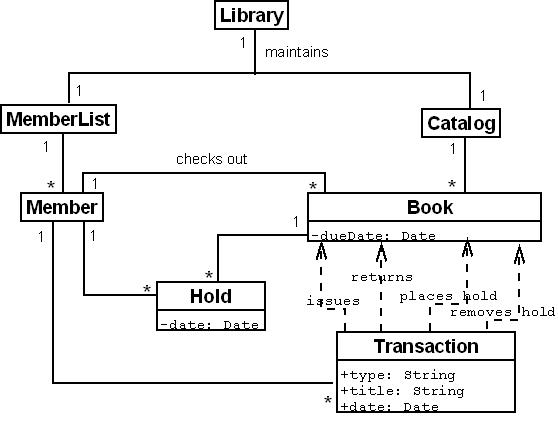 Library
1
maintains
1
1
MemberList
Catalog
1
1
checks out
*
1
*
*
Member
Book
-dueDate: Date
1
1
1
*
*
returns
Hold
issues
places hold
removes hold
-date: Date
Transaction
+type: String
+title: String
*
+date: Date